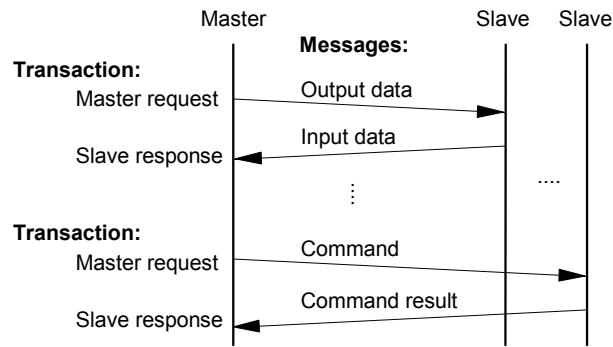 Master
Slave
Slave
Messages:
Transaction:
Master request
Output data
Input data
Slave response
....
....
Transaction:
Master request
Command
Command result
Slave response